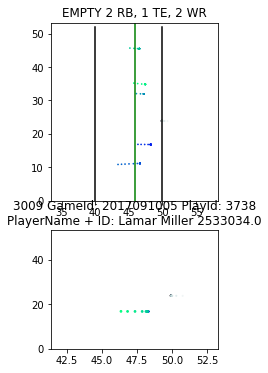 EMPTY 2 RB, 1 TE, 2 WR
50
40
30
20
10
0
35 40 45 50 55
3009 GameId: 2017091005 PlayId: 3738
PlayerName + ID: Lamar Miller 2533034.0
40
20
0
42.5 45.0 47.5 50.0 52.5